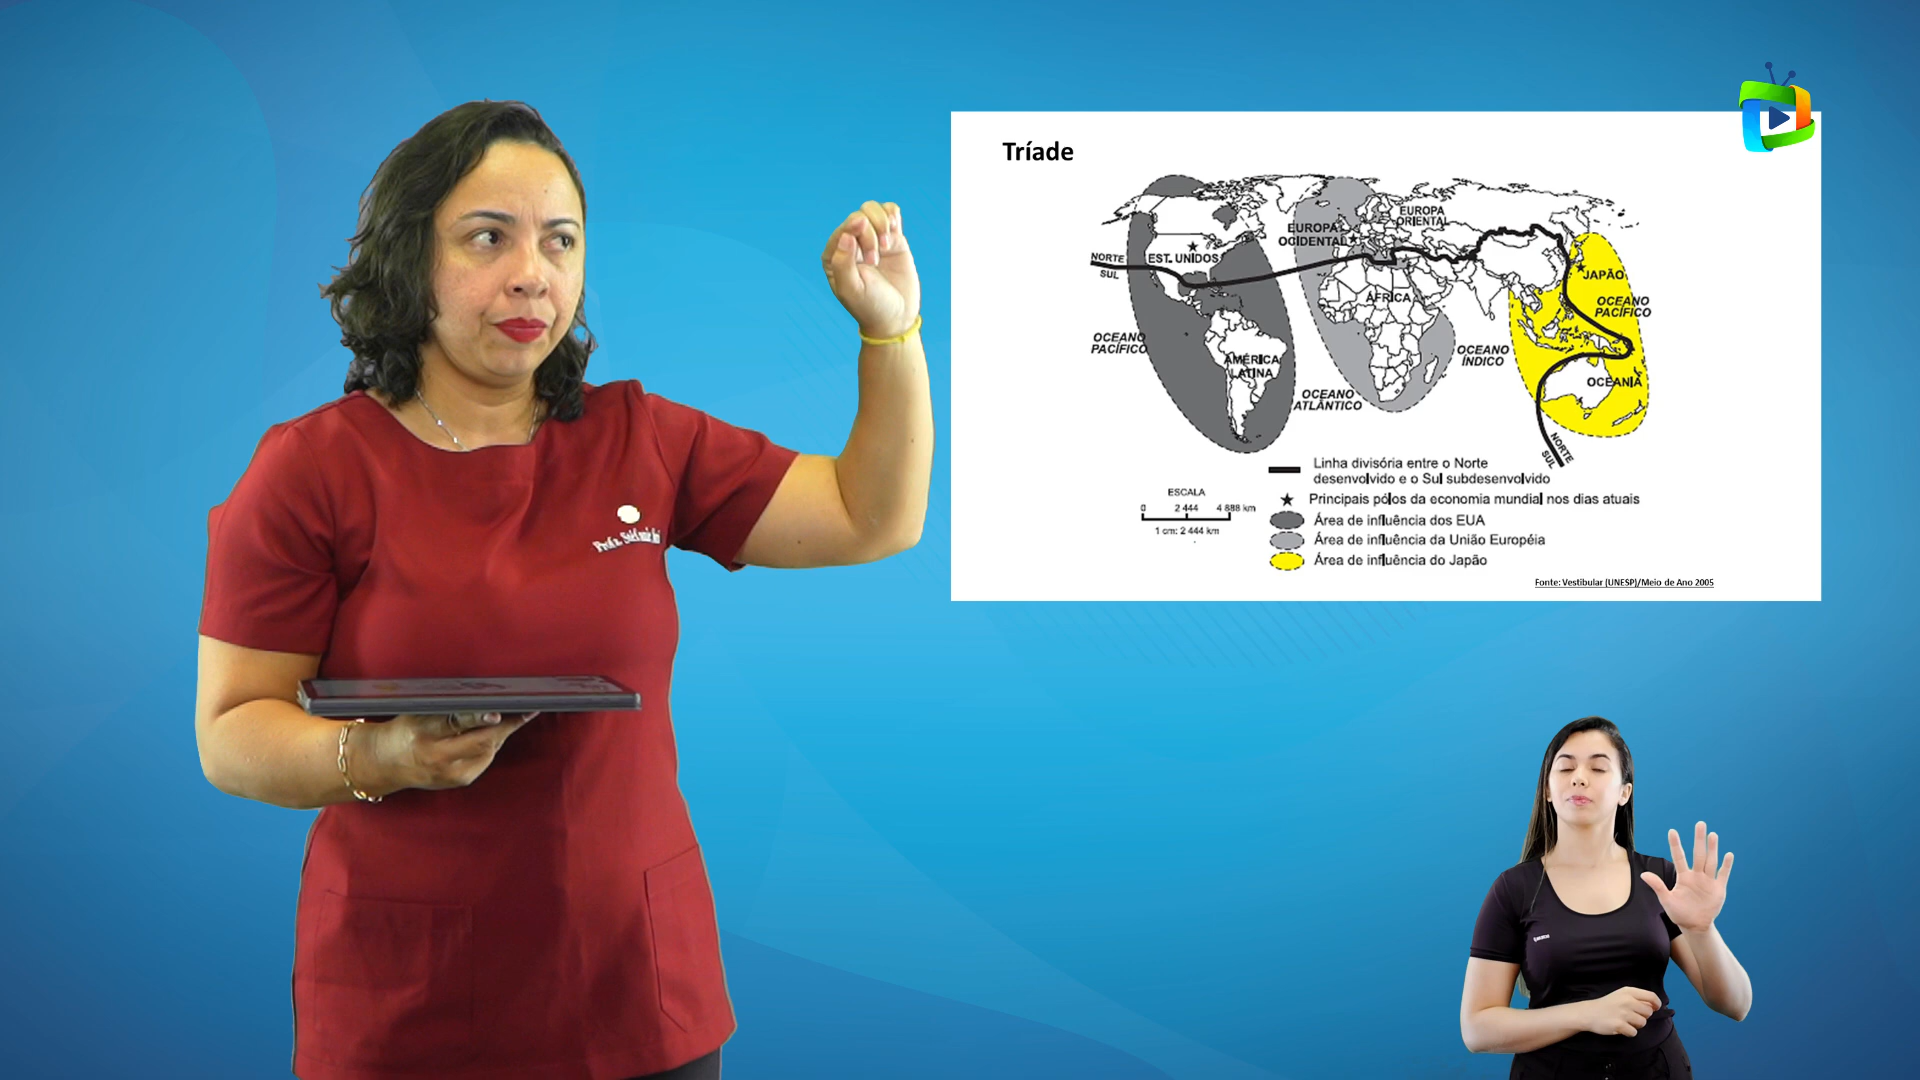 Tríade
EUROPA
ORIENTAL
EUROPA
OCIDENTAL
NORTE
SUL
EST. UNIDOS
JAPÃO
ÁFRICA
OCEANO
PACÍFICO
OCEANO
PACÍFICO
OCEANO
ÍNDICO
AMÉRICA
LATINA
OCEANIA
OCEANO
ATLÂNTICO
NORTE
SUL
Linha divisória entre o Norte
desenvolvido e o Sul subdesenvolvido
Principais pólos da economia mundial nos dias atuais
Área de influência dos EUA
Área de influência da União Européia
Área de influência do Japão
ESCALA
0 2 444 4 888 km
1 cm: 2 444 km
Fonte: Vestibular (UNESP)/Meio de Ano 2005
Profa.